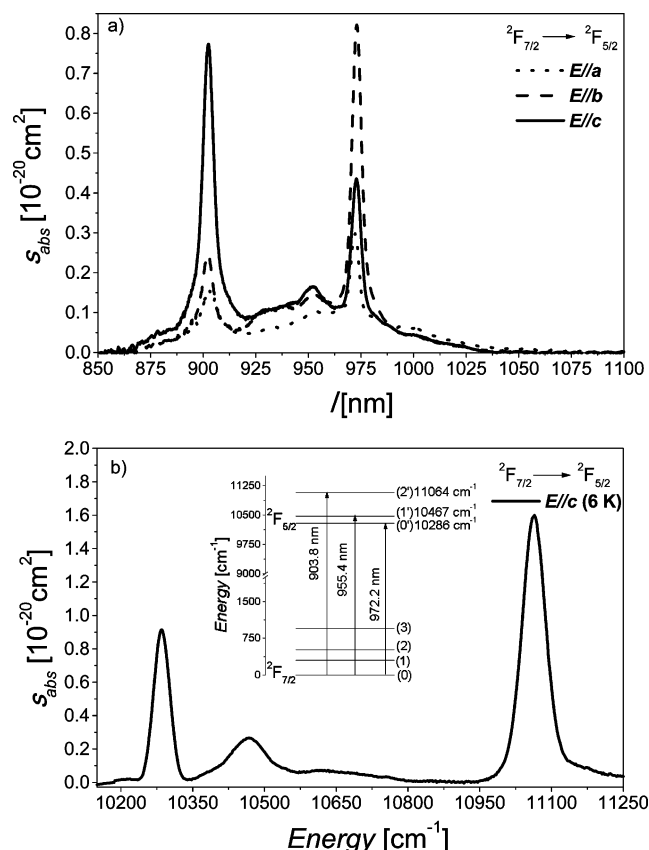 a)
²F₇/₂ → ²F₅/₂
E//a
E//b
E//c
s_abs [10⁻²⁰cm²]
0.8
0.7
0.6
0.5
0.4
0.3
0.2
0.1
0.0
850 875 900 925 950 975 1000 1025 1050 1075 1100
l[nm]
b)
²F₇/₂ → ²F₅/₂
E//c (6 K)
s_abs [10⁻²⁰cm²]
2.0
1.8
1.6
1.4
1.2
1.0
0.8
0.6
0.4
0.2
0.0
Energy [cm⁻¹]
11250
10500
9750
9000
1500
750
0
²F₅/₂
²F₇/₂
(2')11064 cm⁻¹
(1')10467 cm⁻¹
(0')10286 cm⁻¹
903.8 nm
955.4 nm
972.2 nm
(3)
(2)
(1)
(0)
10200 10350 10500 10650 10800 10950 11100 11250
Energy [cm⁻¹]